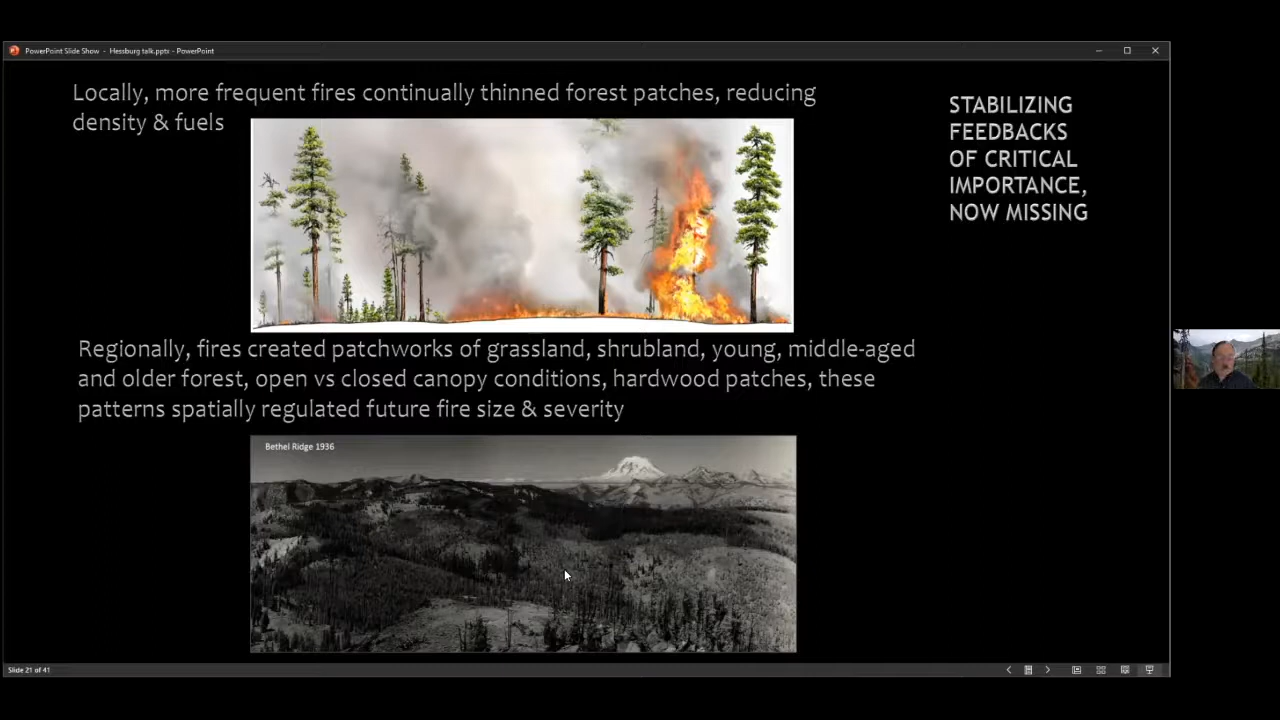 PowerPoint Slide Show - Hessburg talk.pptx - PowerPoint
Locally, more frequent fires continually thinned forest patches, reducing
density & fuels
STABILIZING
FEEDBACKS
OF CRITICAL
IMPORTANCE,
NOW MISSING
Regionally, fires created patchworks of grassland, shrubland, young, middle-aged
and older forest, open vs closed canopy conditions, hardwood patches, these
patterns spatially regulated future fire size & severity
Bethel Ridge 1936
Slide 21 of 41